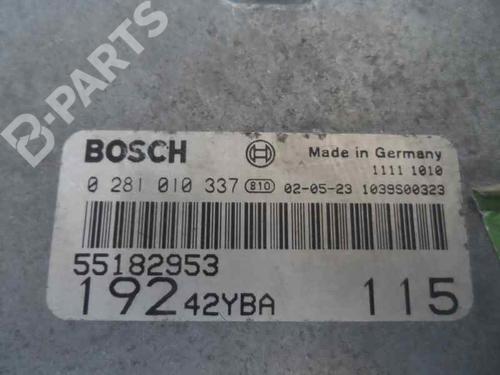 B-PARTS
BOSCH Made in Germany
1111 1010
0 281 010 337 810 02-05-23 1039S00323
55182953
192 42YBA 115